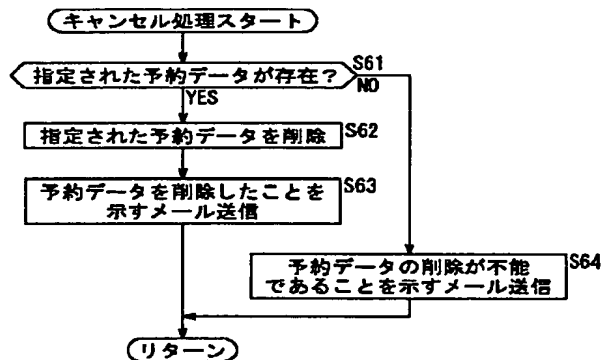 キャンセル処理スタート
S61
指定された予約データが存在?
NO
YES
指定された予約データを削除
S62
予約データを削除したことを
示すメール送信
S63
予約データの削除が不能
であることを示すメール送信
S64
リターン